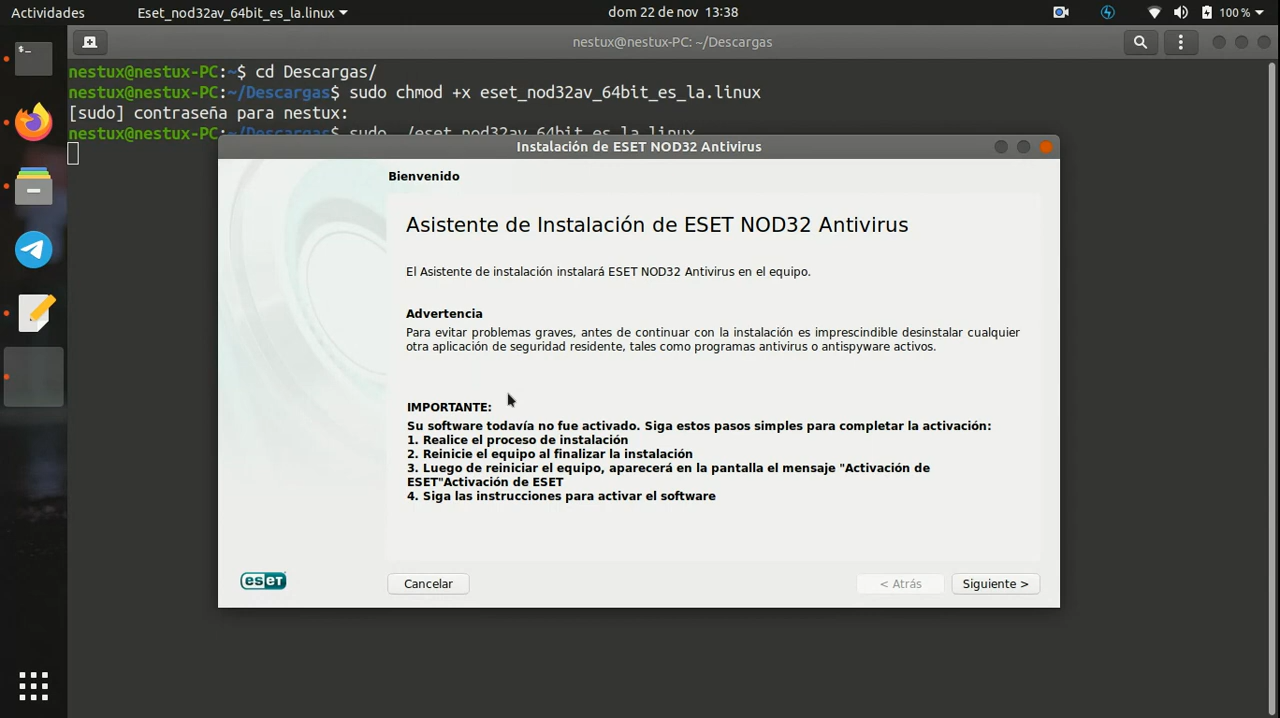 Actividades Eset_nod32av_64bit_es_la.linux dom 22 de nov 13:38 100 %
nestux@nestux-PC: ~/Descargas
nestux@nestux-PC:~$ cd Descargas/
nestux@nestux-PC:~/Descargas$ sudo chmod +x eset_nod32av_64bit_es_la.linux
[sudo] contraseña para nestux:
nestux@nestux-PC:~/Descargas$ sudo ./eset_nod32av_64bit_es_la.linux
Instalación de ESET NOD32 Antivirus
Bienvenido
Asistente de Instalación de ESET NOD32 Antivirus
El Asistente de instalación instalará ESET NOD32 Antivirus en el equipo.
Advertencia
Para evitar problemas graves, antes de continuar con la instalación es imprescindible desinstalar cualquier
otra aplicación de seguridad residente, tales como programas antivirus o antispyware activos.
IMPORTANTE:
Su software todavía no fue activado. Siga estos pasos simples para completar la activación:
1. Realice el proceso de instalación
2. Reinicie el equipo al finalizar la instalación
3. Luego de reiniciar el equipo, aparecerá en la pantalla el mensaje "Activación de
ESET"Activación de ESET
4. Siga las instrucciones para activar el software
eset
Cancelar < Atrás Siguiente >